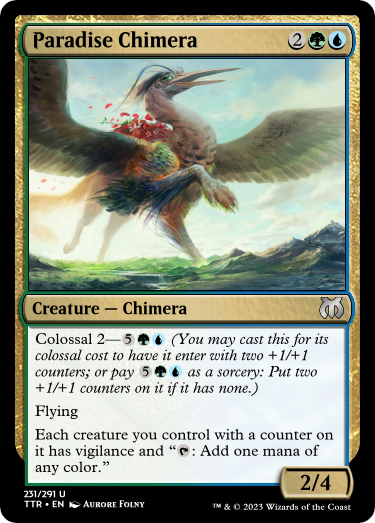 Paradise Chimera 2
Creature — Chimera
Colossal 2—5 (You may cast this for its
colossal cost to have it enter with two +1/+1
counters; or pay 5 as a sorcery: Put two
+1/+1 counters on it if it has none.)
Flying
Each creature you control with a counter on
it has vigilance and “: Add one mana of
any color.”
2/4
231/291 U
TTR • EN Aurore Folny
™ & © 2023 Wizards of the Coast